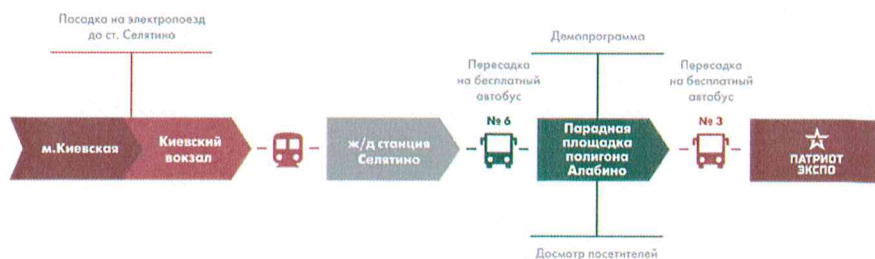 Посадка на электропоезд
до ст. Селятино
Демопрограмма
Пересадка
на бесплатный
автобус
Пересадка
на бесплатный
автобус
м.Киевская
Киевский
вокзал
ж/д станция
Селятино
№ 6
Парадная
площадка
полигона
Алабино
№ 3
ПАТРИОТ
ЭКСПО
Досмотр посетителей